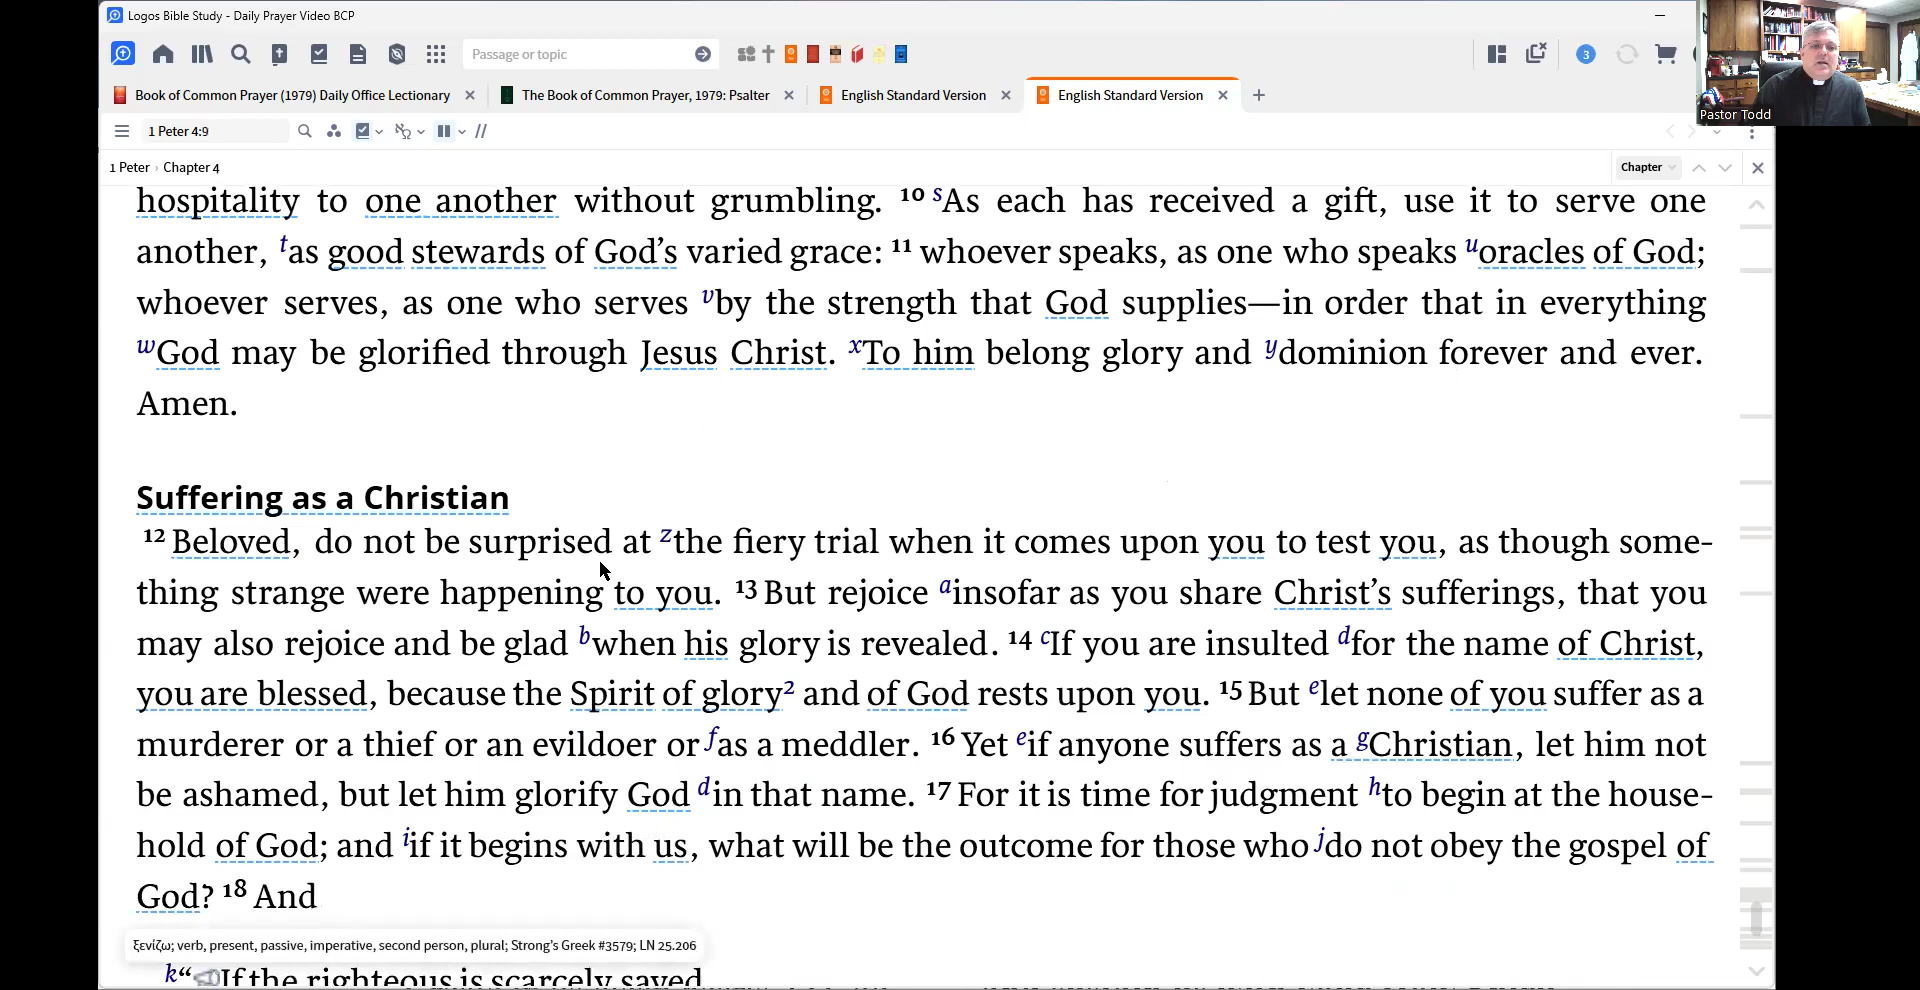 Logos Bible Study - Daily Prayer Video BCP
Passage or topic
3
Book of Common Prayer (1979) Daily Office Lectionary
The Book of Common Prayer, 1979: Psalter
English Standard Version
English Standard Version
Pastor Todd
1 Peter 4:9
1 Peter › Chapter 4
Chapter
hospitality to one another without grumbling. 10 sAs each has received a gift, use it to serve one
another, tas good stewards of God’s varied grace: 11 whoever speaks, as one who speaks uoracles of God;
whoever serves, as one who serves vby the strength that God supplies—in order that in everything
wGod may be glorified through Jesus Christ. xTo him belong glory and ydominion forever and ever.
Amen.
Suffering as a Christian
12 Beloved, do not be surprised at zthe fiery trial when it comes upon you to test you, as though some-
thing strange were happening to you. 13 But rejoice ainsofar as you share Christ’s sufferings, that you
may also rejoice and be glad bwhen his glory is revealed. 14 cIf you are insulted dfor the name of Christ,
you are blessed, because the Spirit of glory2 and of God rests upon you. 15 But elet none of you suffer as a
murderer or a thief or an evildoer or fas a meddler. 16 Yet eif anyone suffers as a gChristian, let him not
be ashamed, but let him glorify God din that name. 17 For it is time for judgment hto begin at the house-
hold of God; and iif it begins with us, what will be the outcome for those who jdo not obey the gospel of
God? 18 And
ξενίζω; verb, present, passive, imperative, second person, plural; Strong’s Greek #3579; LN 25.206
k“If the righteous is scarcely saved